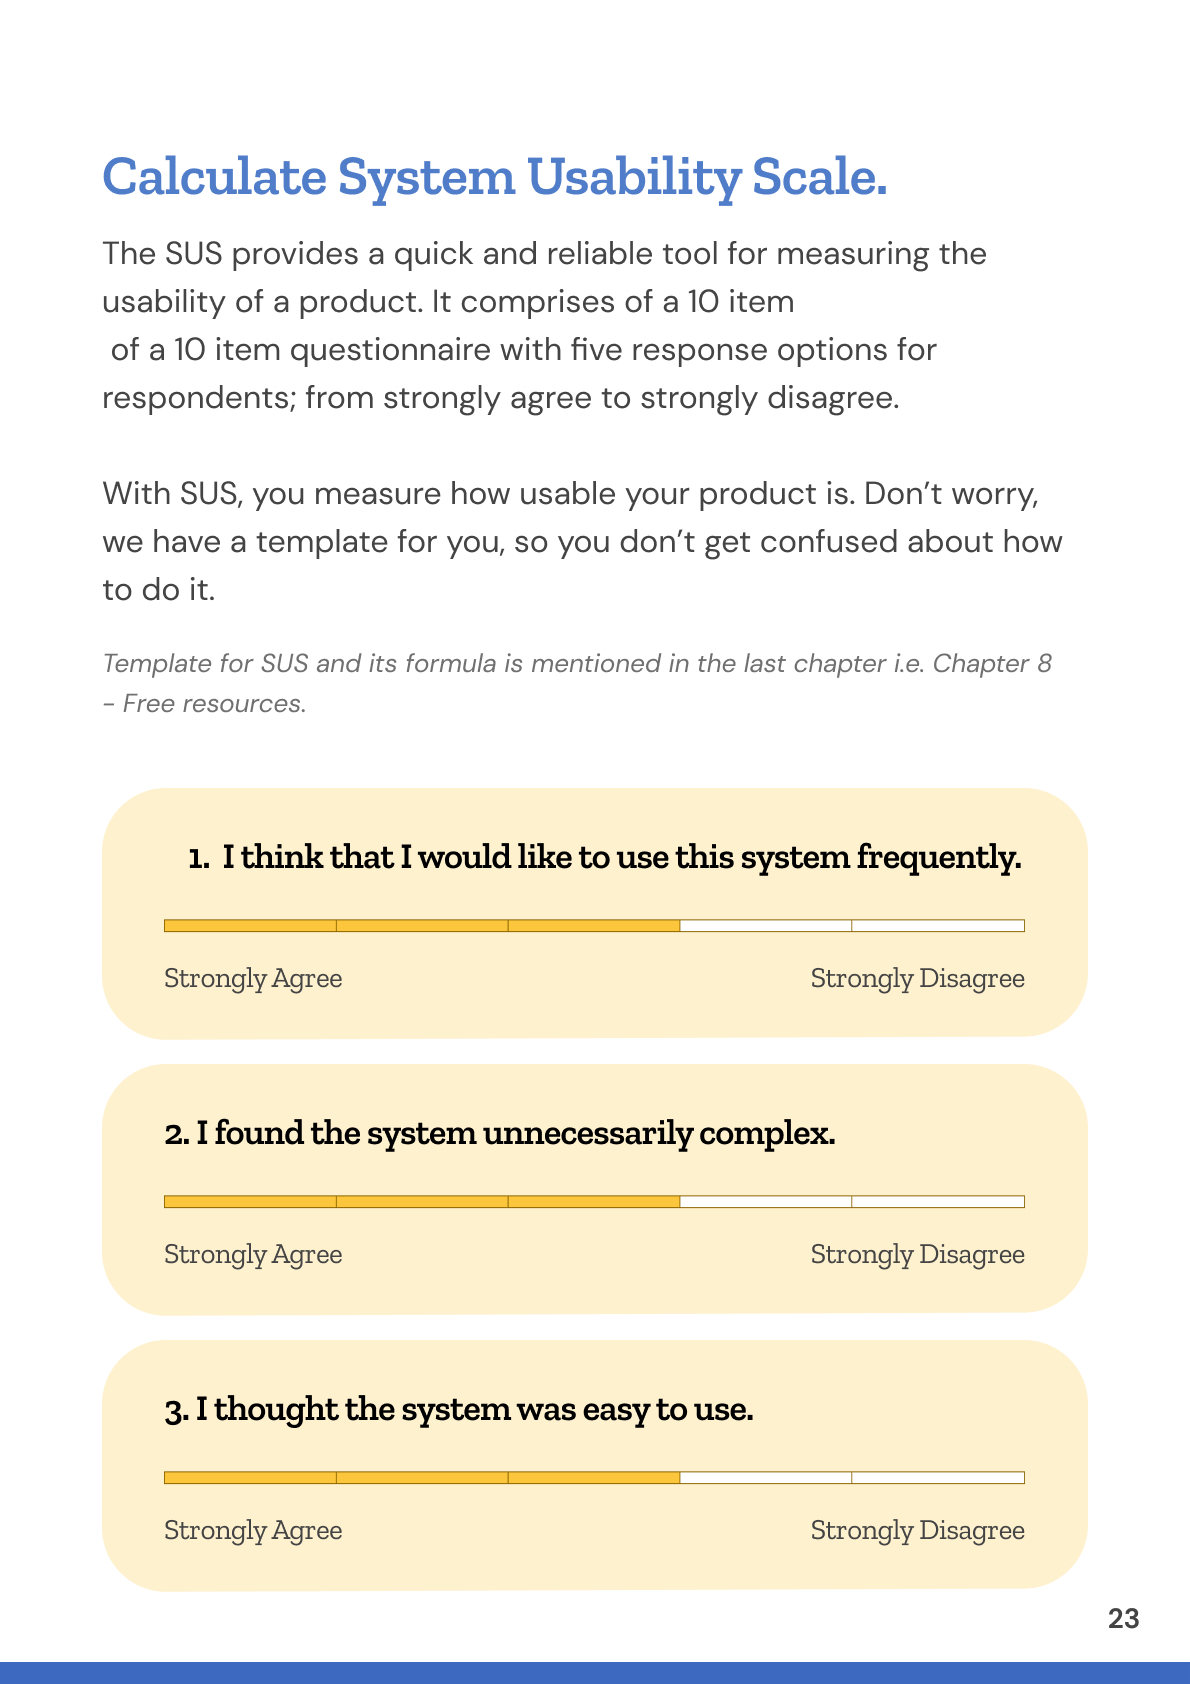 Calculate System Usability Scale.
The SUS provides a quick and reliable tool for measuring the
usability of a product. It comprises of a 10 item
of a 10 item questionnaire with five response options for
respondents; from strongly agree to strongly disagree.
With SUS, you measure how usable your product is. Don’t worry,
we have a template for you, so you don’t get confused about how
to do it.
Template for SUS and its formula is mentioned in the last chapter i.e. Chapter 8
– Free resources.
1. I think that I would like to use this system frequently.
Strongly Agree Strongly Disagree
2. I found the system unnecessarily complex.
Strongly Agree Strongly Disagree
3. I thought the system was easy to use.
Strongly Agree Strongly Disagree
23